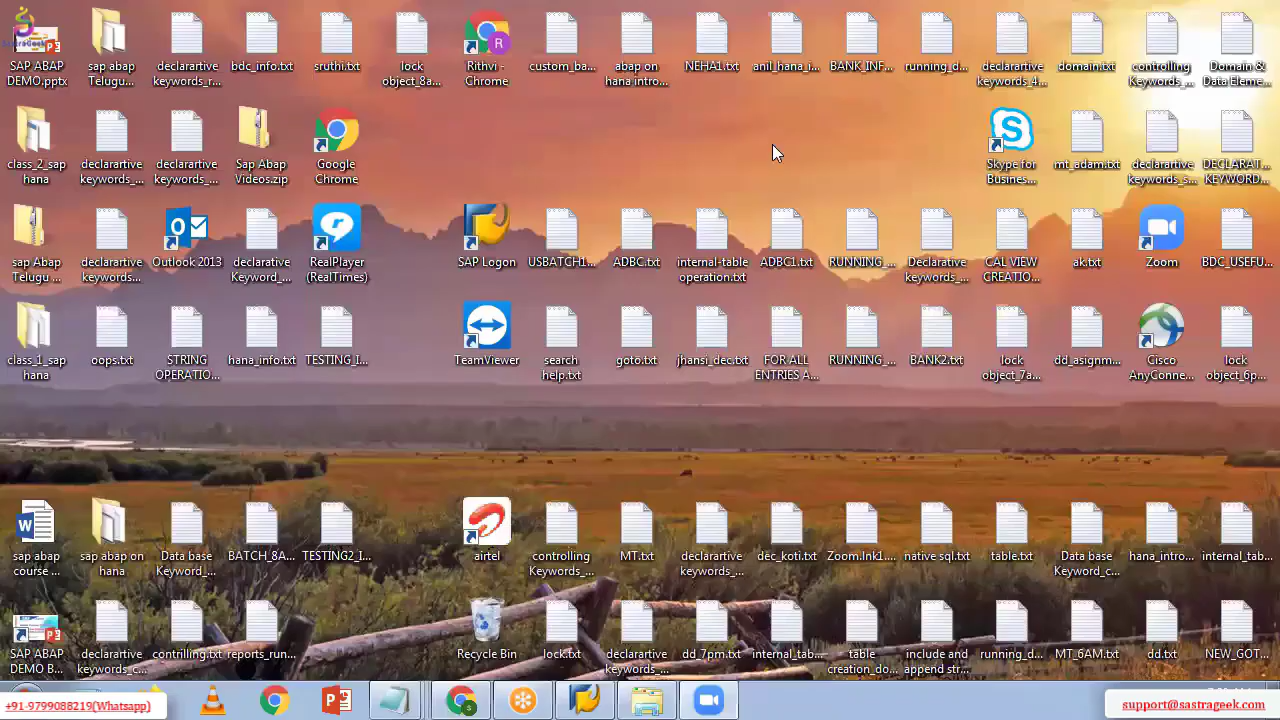 SastraGeek
SAP ABAP
DEMO.pptx
sap abap
Telugu...
declarartive
keywords_r...
bdc_info.txt
sruthi.txt
lock
object_8a...
Rithvi -
Chrome
custom_ba...
abap on
hana intro...
NEHA1.txt
anil_hana_i...
BANK_INF...
running_d...
declarartive
keywords_4...
domain.txt
controlling
Keywords_...
Domain &
Data Eleme...
class_2_sap
hana
declarartive
keywords_...
declarartive
keywords_...
Sap Abap
Videos.zip
Google
Chrome
Skype for
Busines...
mt_adam.txt
declarartive
keywords_s...
DECLARAT...
KEYWORD...
sap Abap
Telugu ...
declarartive
keywords...
Outlook 2013
declarative
Keyword_...
RealPlayer
(RealTimes)
SAP Logon
USBATCH1...
ADBC.txt
internal-table
operation.txt
ADBC1.txt
RUNNING_...
Declarative
keywords_...
CAL VIEW
CREATIO...
ak.txt
Zoom
BDC_USEFU...
class_1_sap
hana
oops.txt
STRING
OPERATIO...
hana_info.txt
TESTING_I...
TeamViewer
search
help.txt
goto.txt
jhansi_dec.txt
FOR ALL
ENTRIES A...
RUNNING_...
BANK2.txt
lock
object_7a...
dd_asignm...
Cisco
AnyConne...
lock
object_6p...
sap abap
course ...
sap abap on
hana
Data base
Keyword_...
BATCH_8A...
TESTING2_I...
airtel
controlling
Keywords_...
MT.txt
declarartive
keywords_...
dec_koti.txt
Zoom.lnk1....
native sql.txt
table.txt
Data base
Keyword_c...
hana_intro...
internal_tab...
SAP ABAP
DEMO B...
declarartive
keywords_c...
contrilling.txt
reports_run...
Recycle Bin
lock.txt
declarartive
keywords_...
dd_7pm.txt
internal_tab...
table
creation_do...
include and
append str...
running_d...
MT_6AM.txt
dd.txt
NEW_GOT...
+91-9799088219(Whatsapp)
support@sastrageek.com